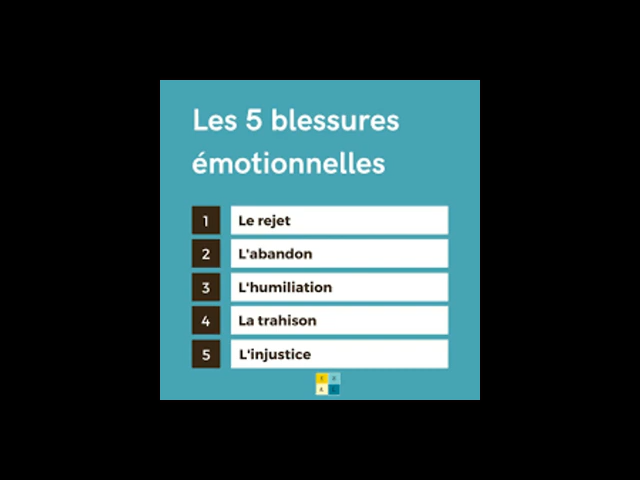 Les 5 blessures
émotionnelles
1 Le rejet
2 L'abandon
3 L'humiliation
4 La trahison
5 L'injustice